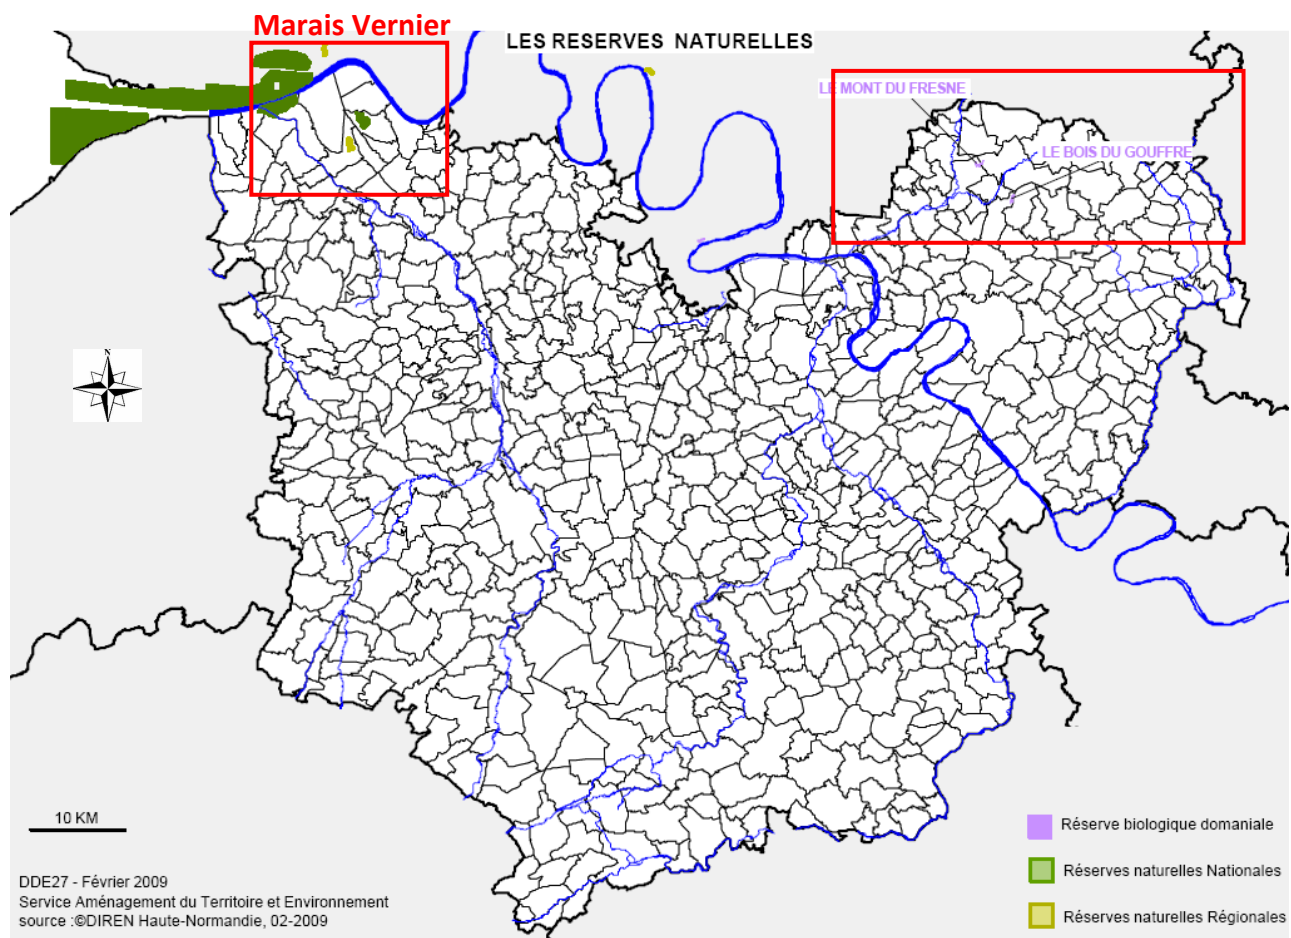 Marais Vernier
LES RESERVES NATURELLES
LE MONT DU FRESNE
LE BOIS DU GOUFFRE
N
10 KM
Réserve biologique domaniale
Réserves naturelles Nationales
Réserves naturelles Régionales
DDE27 - Février 2009
Service Aménagement du Territoire et Environnement
source :©DIREN Haute-Normandie, 02-2009